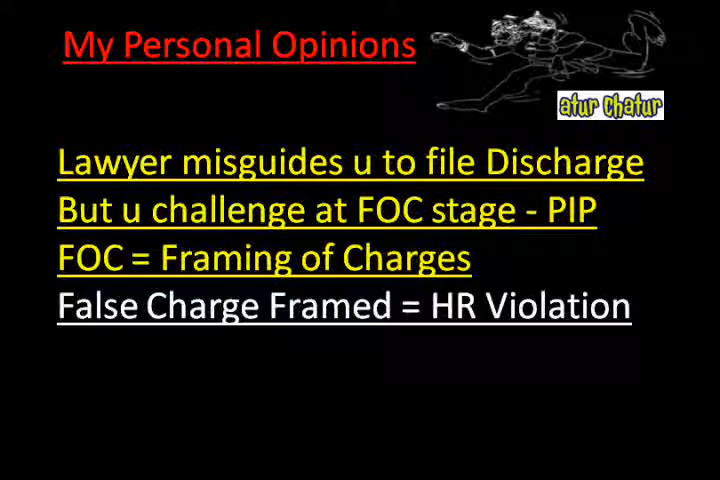 My Personal Opinions
atur chatur
Lawyer misguides u to file Discharge
But u challenge at FOC stage - PIP
FOC = Framing of Charges
False Charge Framed = HR Violation